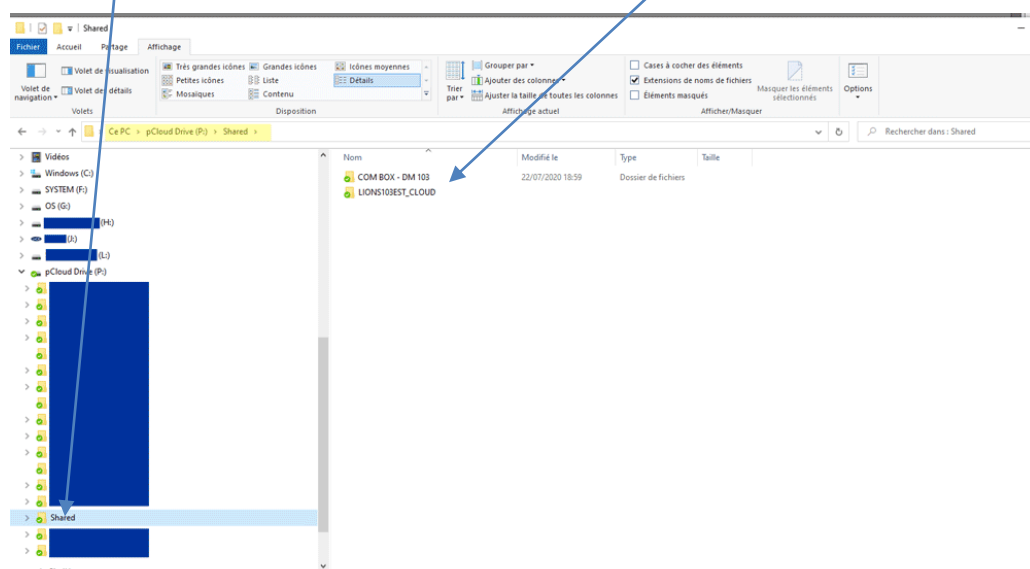 Shared
Fichier Accueil Partage Affichage
Volet de navigation
Volet de visualisation
Volet des détails
Volets
Très grandes icônes Grandes icônes Icônes moyennes
Petites icônes Liste Détails
Mosaïques Contenu
Disposition
Trier par
Grouper par
Ajouter des colonnes
Ajuster la taille de toutes les colonnes
Affichage actuel
Cases à cocher des éléments
Extensions de noms de fichiers
Éléments masqués
Masquer les éléments sélectionnés
Afficher/Masquer
Options
Ce PC > pCloud Drive (P:) > Shared >
Rechercher dans : Shared
Vidéos
Windows (C:)
SYSTEM (F:)
OS (G:)
(H:)
(J:)
(L:)
pCloud Drive (P:)
Shared
Nom Modifié le Type Taille
COM BOX - DM 103 22/07/2020 18:59 Dossier de fichiers
LIONS103EST_CLOUD